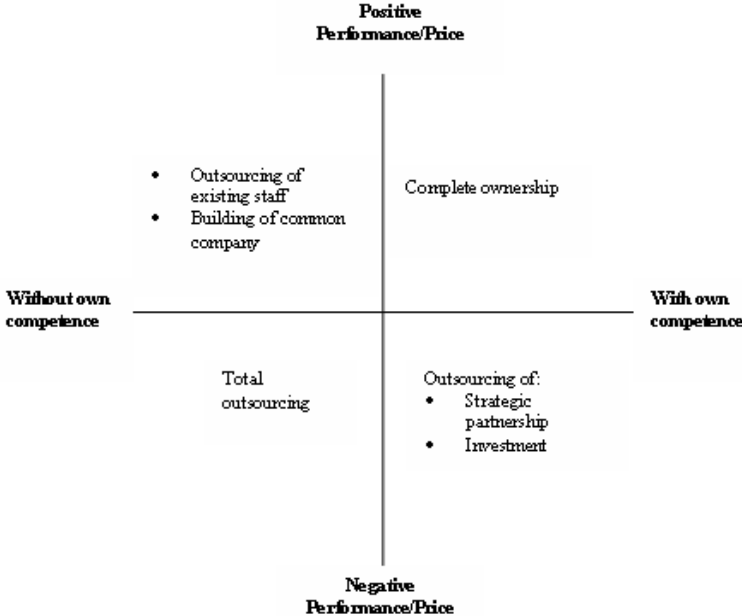 Positive
Performance/Price
• Outsourcing of
existing staff
• Building of common
company
Complete ownership
Without own
competence
With own
competence
Total
outsourcing
Outsourcing of:
• Strategic
partnership
• Investment
Negative
Performance/Price